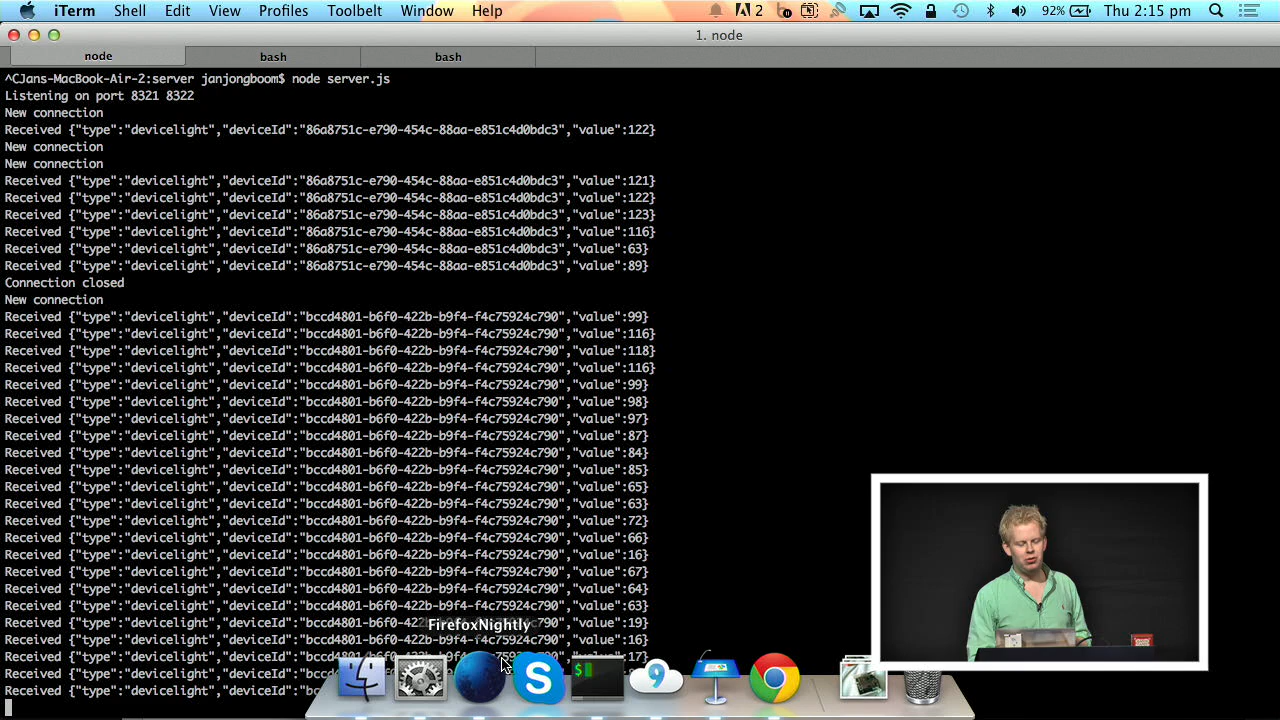 iTerm Shell Edit View Profiles Toolbelt Window Help 2 92% Thu 2:15 pm
1. node
node bash bash
^CJans-MacBook-Air-2:server janjongboom$ node server.js
Listening on port 8321 8322
New connection
Received {"type":"devicelight","deviceId":"86a8751c-e790-454c-88aa-e851c4d0bdc3","value":122}
New connection
New connection
Received {"type":"devicelight","deviceId":"86a8751c-e790-454c-88aa-e851c4d0bdc3","value":121}
Received {"type":"devicelight","deviceId":"86a8751c-e790-454c-88aa-e851c4d0bdc3","value":122}
Received {"type":"devicelight","deviceId":"86a8751c-e790-454c-88aa-e851c4d0bdc3","value":123}
Received {"type":"devicelight","deviceId":"86a8751c-e790-454c-88aa-e851c4d0bdc3","value":116}
Received {"type":"devicelight","deviceId":"86a8751c-e790-454c-88aa-e851c4d0bdc3","value":63}
Received {"type":"devicelight","deviceId":"86a8751c-e790-454c-88aa-e851c4d0bdc3","value":89}
Connection closed
New connection
Received {"type":"devicelight","deviceId":"bccd4801-b6f0-422b-b9f4-f4c75924c790","value":99}
Received {"type":"devicelight","deviceId":"bccd4801-b6f0-422b-b9f4-f4c75924c790","value":116}
Received {"type":"devicelight","deviceId":"bccd4801-b6f0-422b-b9f4-f4c75924c790","value":118}
Received {"type":"devicelight","deviceId":"bccd4801-b6f0-422b-b9f4-f4c75924c790","value":116}
Received {"type":"devicelight","deviceId":"bccd4801-b6f0-422b-b9f4-f4c75924c790","value":99}
Received {"type":"devicelight","deviceId":"bccd4801-b6f0-422b-b9f4-f4c75924c790","value":98}
Received {"type":"devicelight","deviceId":"bccd4801-b6f0-422b-b9f4-f4c75924c790","value":97}
Received {"type":"devicelight","deviceId":"bccd4801-b6f0-422b-b9f4-f4c75924c790","value":87}
Received {"type":"devicelight","deviceId":"bccd4801-b6f0-422b-b9f4-f4c75924c790","value":84}
Received {"type":"devicelight","deviceId":"bccd4801-b6f0-422b-b9f4-f4c75924c790","value":85}
Received {"type":"devicelight","deviceId":"bccd4801-b6f0-422b-b9f4-f4c75924c790","value":65}
Received {"type":"devicelight","deviceId":"bccd4801-b6f0-422b-b9f4-f4c75924c790","value":63}
Received {"type":"devicelight","deviceId":"bccd4801-b6f0-422b-b9f4-f4c75924c790","value":72}
Received {"type":"devicelight","deviceId":"bccd4801-b6f0-422b-b9f4-f4c75924c790","value":66}
Received {"type":"devicelight","deviceId":"bccd4801-b6f0-422b-b9f4-f4c75924c790","value":16}
Received {"type":"devicelight","deviceId":"bccd4801-b6f0-422b-b9f4-f4c75924c790","value":67}
Received {"type":"devicelight","deviceId":"bccd4801-b6f0-422b-b9f4-f4c75924c790","value":64}
Received {"type":"devicelight","deviceId":"bccd4801-b6f0-422b-b9f4-f4c75924c790","value":63}
Received {"type":"devicelight","deviceId":"bccd4801-b6f0-790","value":19}
FirefoxNightly
Received {"type":"devicelight","deviceId":"bccd4801-b6f0-422b-b9f4-f4c75924c790","value":16}
Received {"type":"devicelight","deviceId":"bccd4801-b6f0 790","value":17}
Received {"type":"devicelight","deviceId
Received {"type":"devicelight","deviceId":"b
S $ 9